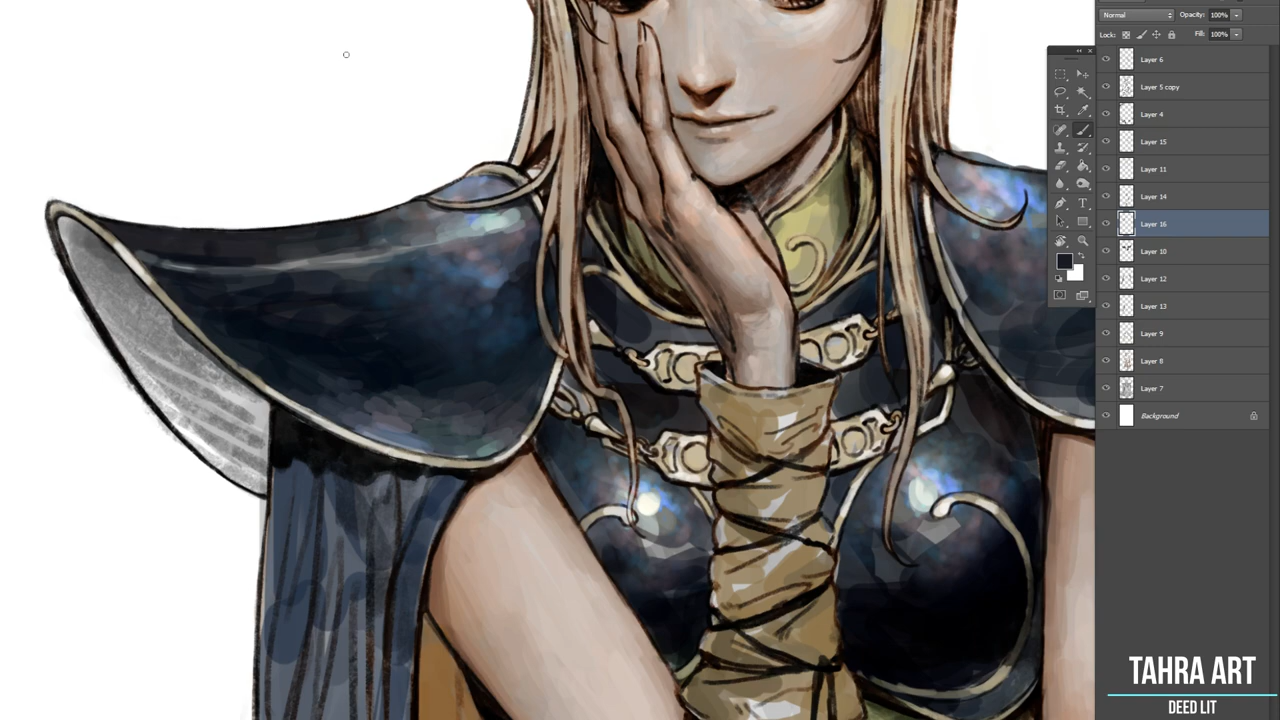 Normal
Opacity: 100%
Lock:
Fill: 100%
Layer 6
Layer 5 copy
Layer 4
Layer 15
Layer 11
Layer 14
Layer 16
Layer 10
Layer 12
Layer 13
Layer 9
Layer 8
Layer 7
Background
TAHRA ART
DEED LIT